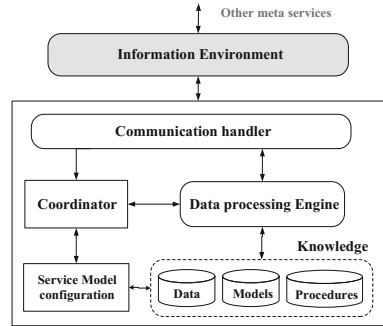 Other meta services
Information Environment
Communication handler
Coordinator
Data processing Engine
Knowledge
Service Model
configuration
Data
Models
Procedures